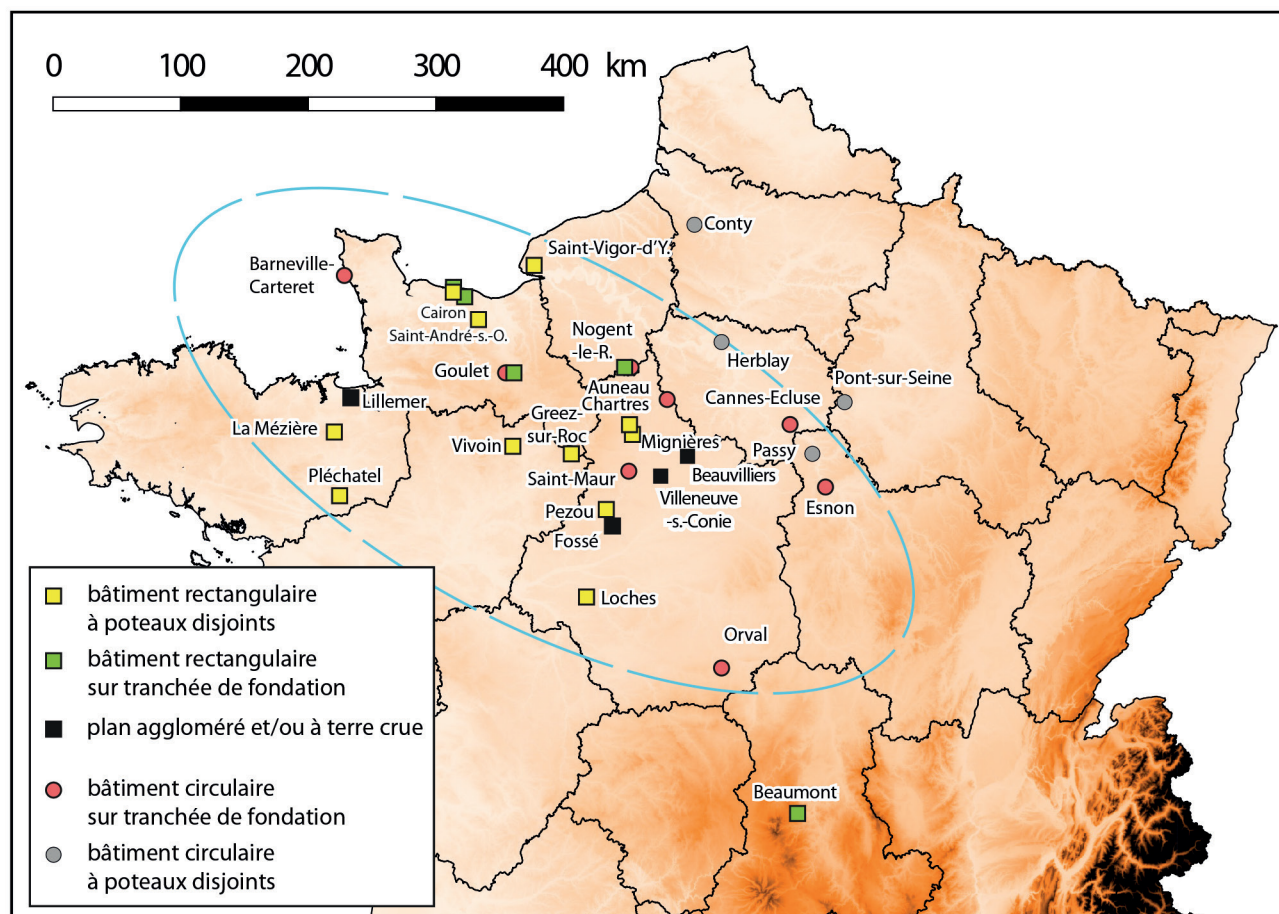 0 100 200 300 400 km
Conty
Saint-Vigor-d'Y.
Barneville-
Carteret
Cairon
Saint-André-s.-O.
Nogent
-le-R.
Herblay
Goulet
Pont-sur-Seine
Auneau
Cannes-Ecluse
Lillemer
Chartres
Greez-
sur-Roc
La Mézière
Vivoin
Mignières
Passy
Beauvilliers
Saint-Maur
Pléchatel
Villeneuve
-s.-Conie
Esnon
Pezou
Fossé
Loches
Orval
Beaumont
bâtiment rectangulaire
à poteaux disjoints
bâtiment rectangulaire
sur tranchée de fondation
plan aggloméré et/ou à terre crue
bâtiment circulaire
sur tranchée de fondation
bâtiment circulaire
à poteaux disjoints